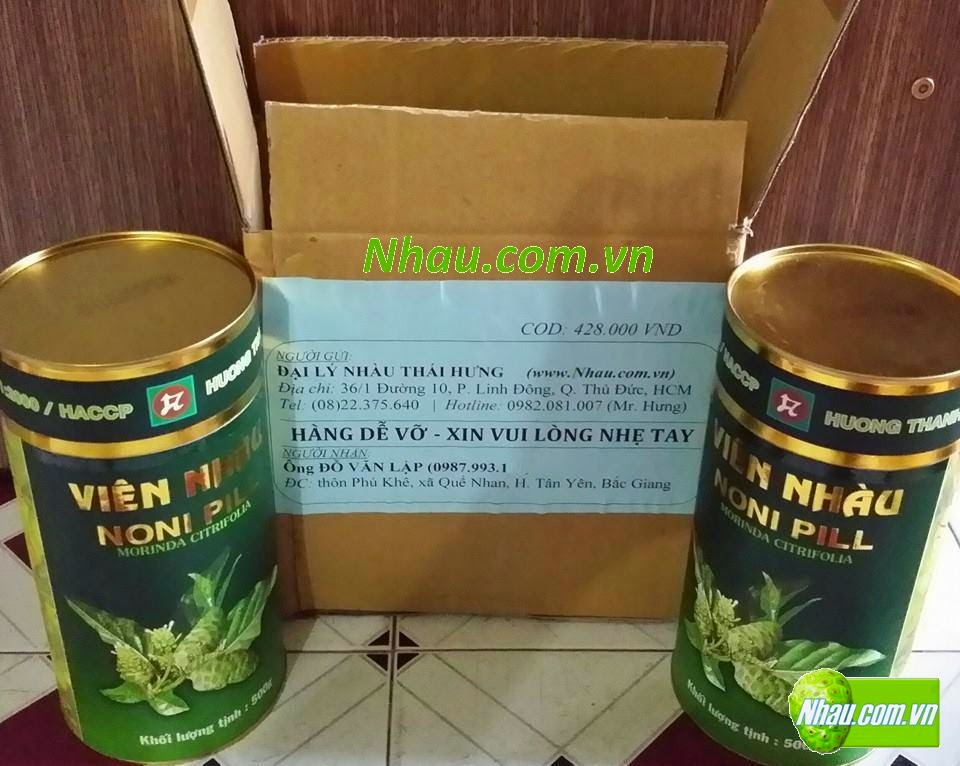 Nhau.com.vn
COD: 428.000 VND
NGƯỜI GỬI:
ĐẠI LÝ NHÀU THÁI HƯNG (www.Nhau.com.vn)
Địa chỉ: 36/1 Đường 10, P. Linh Đông, Q. Thủ Đức, HCM
Tel: (08)22.375.640 | Hotline: 0982.081.007 (Mr. Hưng)
HÀNG DỄ VỠ - XIN VUI LÒNG NHẸ TAY
NGƯỜI NHẬN:
Ông ĐỖ VĂN LẬP (0987.993.1
ĐC: thôn Phú Khê, xã Quế Nham, H. Tân Yên, Bắc Giang
/ HACCP
HUONG
VIÊN NHÀU
NONI PILL
MORINDA CITRIFOLIA
Khối lượng tịnh : 500g
/ HACCP
HUONG THANH
VIÊN NHÀU
NONI PILL
MORINDA CITRIFOLIA
Khối lượng tịnh : 500
Nhau.com.vn